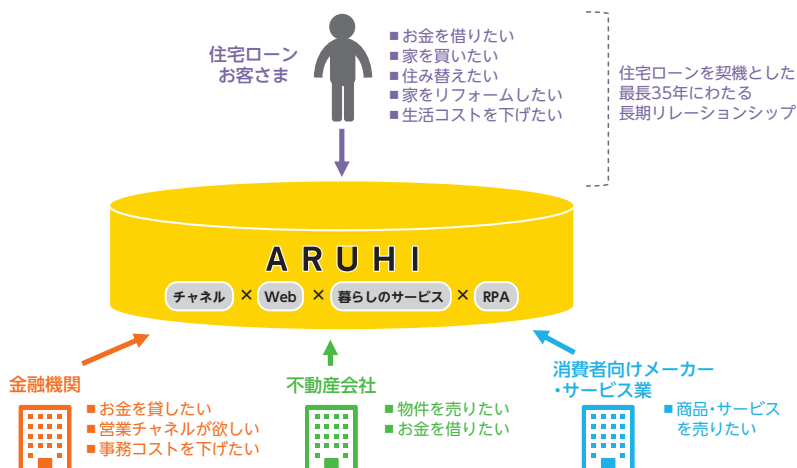 住宅ローン
お客さま
■お金を借りたい
■家を買いたい
■住み替えたい
■家をリフォームしたい
■生活コストを下げたい
住宅ローンを契機とした
最長35年にわたる
長期リレーションシップ
ARUHI
チャネル × Web × 暮らしのサービス × RPA
金融機関
■お金を貸したい
■営業チャネルが欲しい
■事務コストを下げたい
不動産会社
■物件を売りたい
■お金を借りたい
消費者向けメーカー
・サービス業
■商品・サービス
を売りたい